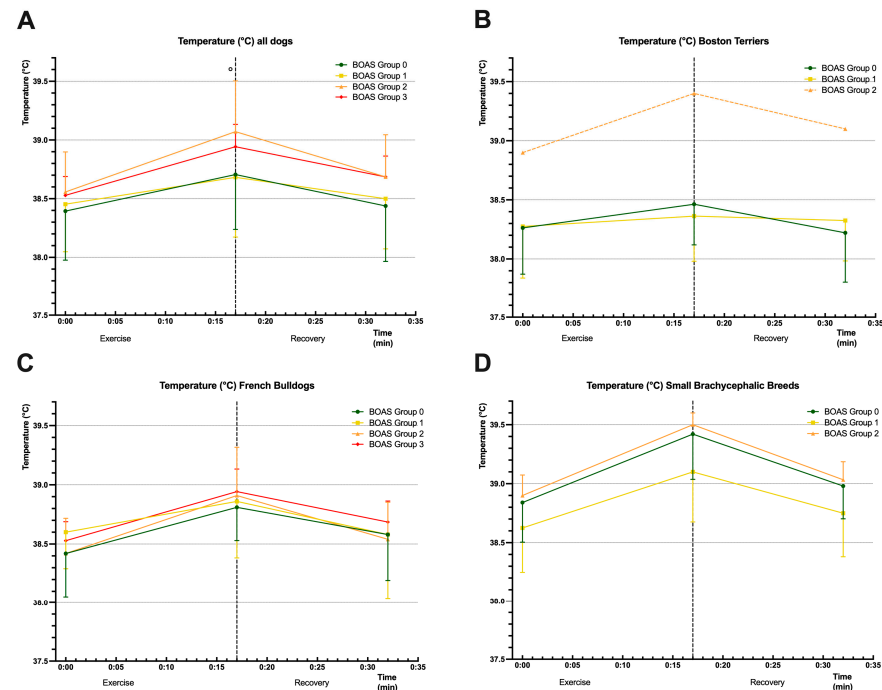 A
Temperature (°C) all dogs
Temperature (°C)
BOAS Group 0
BOAS Group 1
BOAS Group 2
BOAS Group 3
39.5
39.0
38.5
38.0
37.5
0:00 0:05 0:10 0:15 0:20 0:25 0:30 0:35
Exercise Recovery Time
(min)
B
Temperature (°C) Boston Terriers
Temperature (°C)
BOAS Group 0
BOAS Group 1
BOAS Group 2
39.5
39.0
38.5
38.0
37.5
0:00 0:05 0:10 0:15 0:20 0:25 0:30 0:35
Exercise Recovery Time
(min)
C
Temperature (°C) French Bulldogs
Temperature (°C)
BOAS Group 0
BOAS Group 1
BOAS Group 2
BOAS Group 3
39.5
39.0
38.5
38.0
37.5
0:00 0:05 0:10 0:15 0:20 0:25 0:30 0:35
Exercise Recovery Time
(min)
D
Temperature (°C) Small Brachycephalic Breeds
Temperature (°C)
BOAS Group 0
BOAS Group 1
BOAS Group 2
39.5
39.0
38.5
38.0
37.5
0:00 0:05 0:10 0:15 0:20 0:25 0:30 0:35
Exercise Recovery Time
(min)